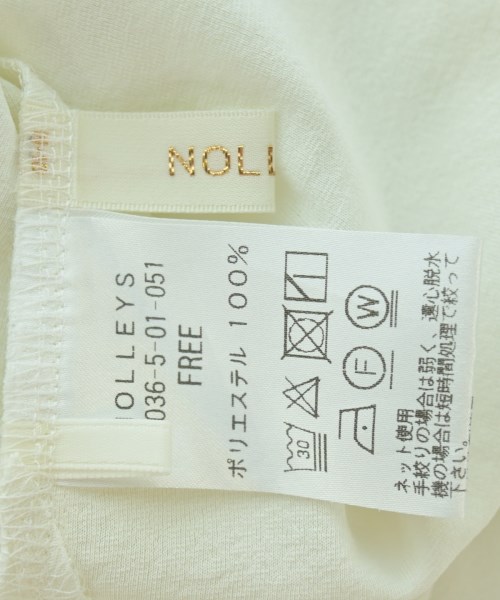 NOLL
OLLEYS
036-5-01-051
FREE
ポリエステル 100%
30
W
F
ネット使用
手絞りの場合は弱く、遠心脱水
機の場合は短時間処理で絞って
下さい。